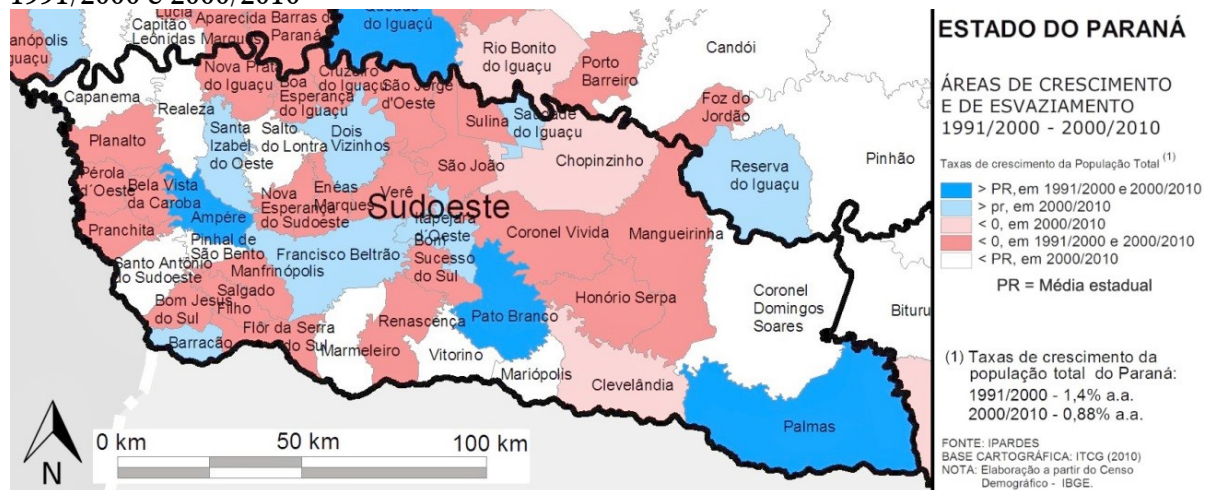 1991/2000 e 2000/2010
Lúcia
Aparecida
Barras do
Paraná
Quedas
do Iguaçu
anópolis
guaçu
Capitão
Leônidas Marques
Rio Bonito
do Iguaçu
Porto
Barreiro
Candói
Foz do
Jordão
Nova Prata
do Iguaçu
Boa
Esperança
do Iguaçu
Cruzeiro
do Iguaçu
São Jorge
d'Oeste
Capanema
Realeza
Planalto
Santa
Izabel
do Oeste
Salto
do Lontra
Dois
Vizinhos
Sulina
Saudade
do Iguaçu
Chopinzinho
São João
Reserva
do Iguaçu
Pinhão
Pérola
d´Oeste
Bela Vista
da Caroba
Ampére
Nova
Esperança
do Sudoeste
Enéas
Marques
Verê
Sudoeste
Itapejara
d´Oeste
Pranchita
Pinhal de
São Bento
Francisco Beltrão
Bom
Sucesso
do Sul
Coronel Vivida
Mangueirinha
Santo Antônio
do Sudoeste
Manfrinópolis
Salgado
Filho
Bom Jesus
do Sul
Honório Serpa
Coronel
Domingos
Soares
Bituru
Flôr da Serra
do Sul
Renascença
Pato Branco
Barracão
Marmeleiro
Vitorino
Mariópolis
Clevelândia
Palmas
N
0 km
50 km
100 km
ESTADO DO PARANÁ
ÁREAS DE CRESCIMENTO
E DE ESVAZIAMENTO
1991/2000 - 2000/2010
Taxas de crescimento da População Total (1)
> PR, em 1991/2000 e 2000/2010
> pr, em 2000/2010
< 0, em 2000/2010
< 0, em 1991/2000 e 2000/2010
< PR, em 2000/2010
PR = Média estadual
(1) Taxas de crescimento da
população total do Paraná:
1991/2000 - 1,4% a.a.
2000/2010 - 0,88% a.a.
FONTE: IPARDES
BASE CARTOGRÁFICA: ITCG (2010)
NOTA: Elaboração a partir do Censo
Demográfico - IBGE.